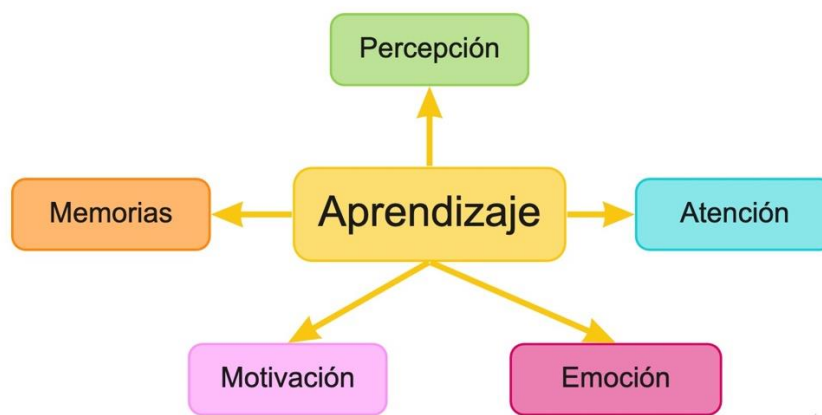 Percepción
Memorias
Aprendizaje
Atención
Motivación
Emoción